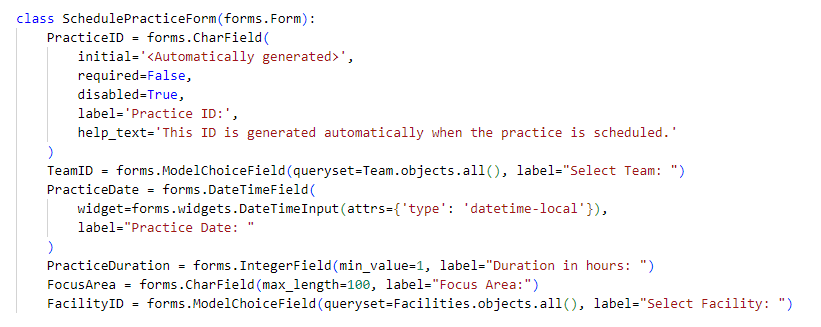 class SchedulePracticeForm(forms.Form):
    PracticeID = forms.CharField(
        initial='<Automatically generated>',
        required=False,
        disabled=True,
        label='Practice ID:',
        help_text='This ID is generated automatically when the practice is scheduled.'
    )
    TeamID = forms.ModelChoiceField(queryset=Team.objects.all(), label="Select Team: ")
    PracticeDate = forms.DateTimeField(
        widget=forms.widgets.DateTimeInput(attrs={'type': 'datetime-local'}),
        label="Practice Date: "
    )
    PracticeDuration = forms.IntegerField(min_value=1, label="Duration in hours: ")
    FocusArea = forms.CharField(max_length=100, label="Focus Area:")
    FacilityID = forms.ModelChoiceField(queryset=Facilities.objects.all(), label="Select Facility: ")